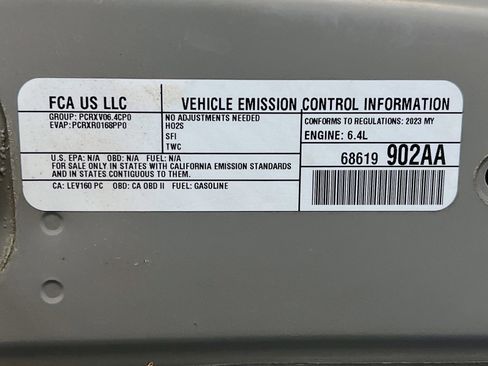 FCA US LLC
VEHICLE EMISSION CONTROL INFORMATION
GROUP: PCRXV06.4CP0
EVAP: PCRXR0168PP0
NO ADJUSTMENTS NEEDED
HO2S
SFI
TWC
CONFORMS TO REGULATIONS: 2023 MY
ENGINE: 6.4L
U.S. EPA: N/A OBD: N/A FUEL: N/A
FOR SALE ONLY IN STATES WITH CALIFORNIA EMISSION STANDARDS
AND IN STATES CONTIGUOUS TO THEM.
CA: LEV160 PC OBD: CA OBD II FUEL: GASOLINE
68619 902AA